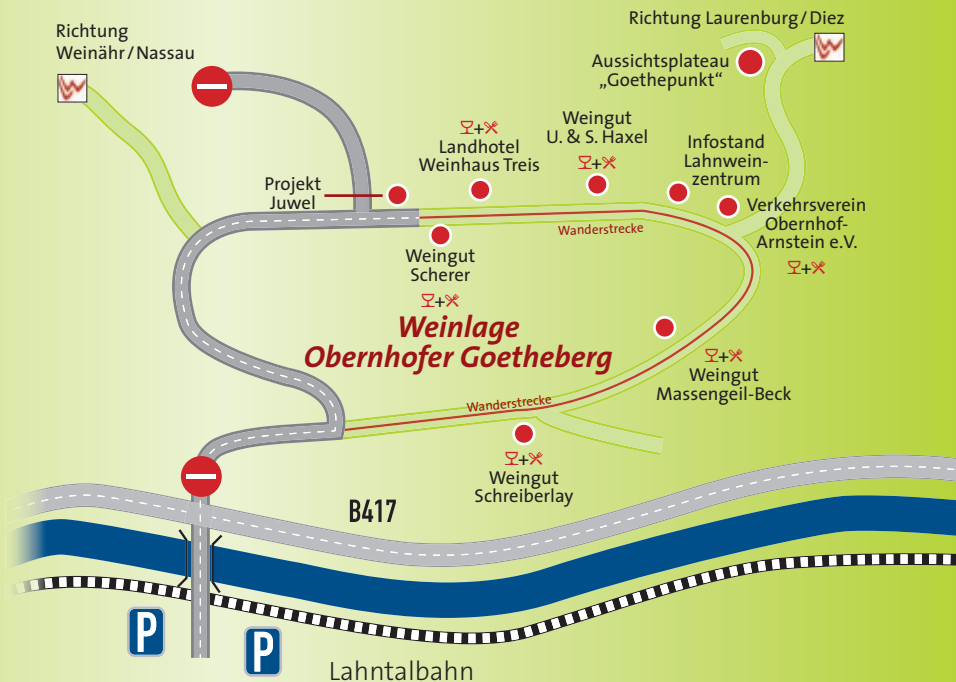 Richtung Laurenburg/Diez
Richtung
Weinähr/Nassau
Aussichtsplateau
„Goethepunkt“
Weingut
U. & S. Haxel
+
+
Landhotel
Weinhaus Treis
Infostand
Lahnwein-
zentrum
Projekt
Juwel
Verkehrsverein
Obernhof-
Arnstein e.V.
+
Wanderstrecke
Weingut
Scherer
+
Weinlage
Obernhofer Goetheberg
+
Weingut
Massengeil-Beck
Wanderstrecke
+
Weingut
Schreiberlay
B417
P
P
Lahntalbahn